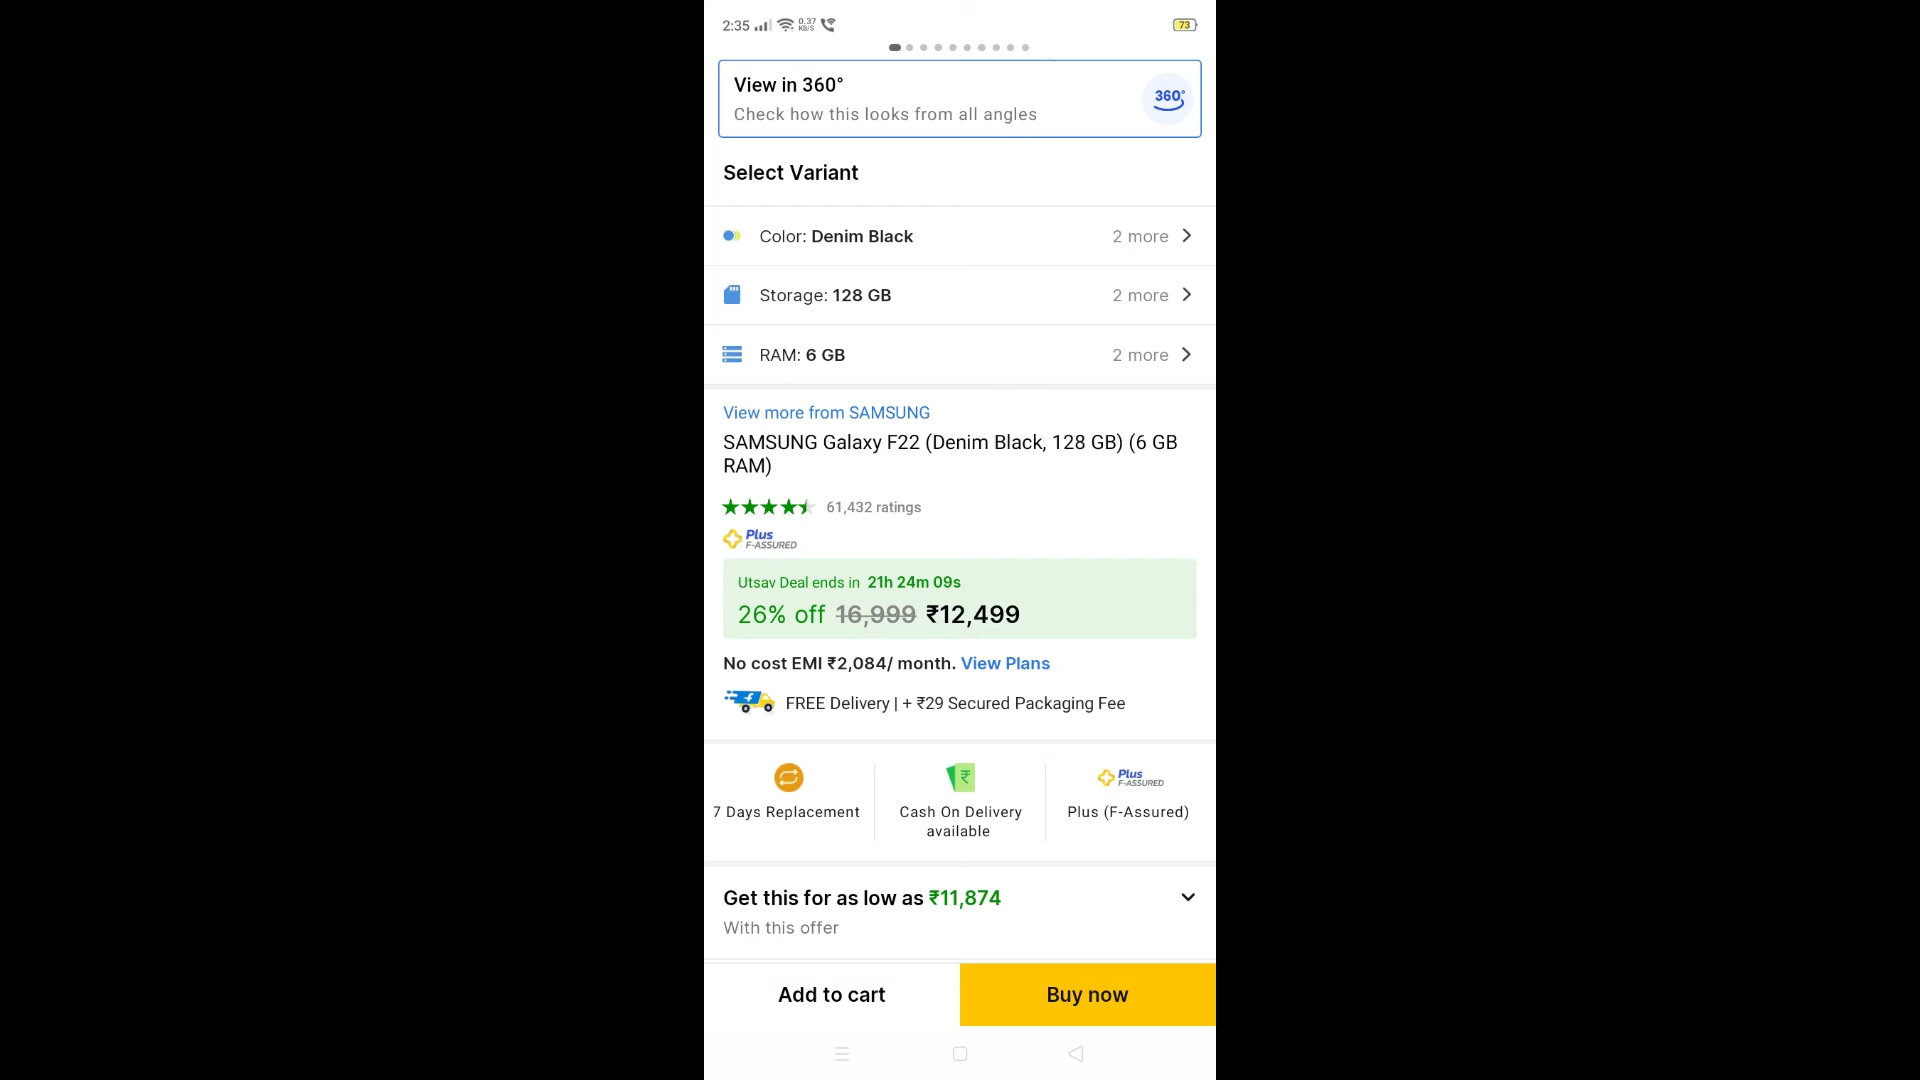 2:35 0.37 KB/S 73
View in 360°
Check how this looks from all angles
360°
Select Variant
Color: Denim Black 2 more
Storage: 128 GB 2 more
RAM: 6 GB 2 more
View more from SAMSUNG
SAMSUNG Galaxy F22 (Denim Black, 128 GB) (6 GB
RAM)
61,432 ratings
Plus
F-ASSURED
Utsav Deal ends in 21h 24m 09s
26% off 16,999 ₹12,499
No cost EMI ₹2,084/ month. View Plans
FREE Delivery | + ₹29 Secured Packaging Fee
Plus
F-ASSURED
7 Days Replacement
Cash On Delivery
available
Plus (F-Assured)
Get this for as low as ₹11,874
With this offer
Add to cart
Buy now